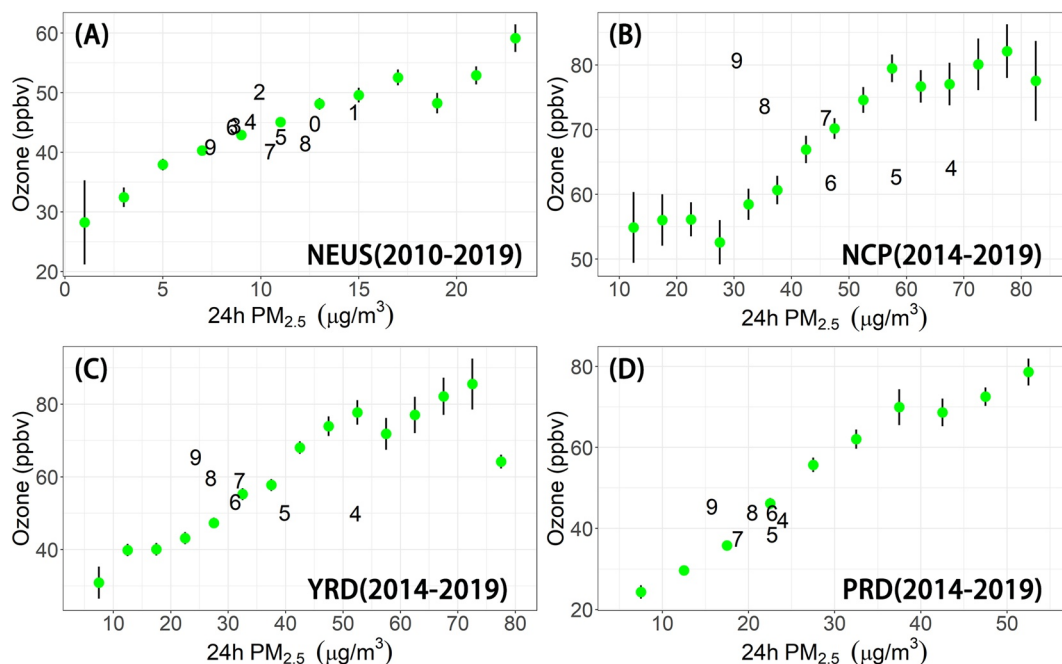 (A)
Ozone (ppbv)
60
50
40
30
20
2
1
4
0
3
6
5
8
9
7
NEUS(2010-2019)
0 5 10 15 20
24h PM2.5 (μg/m³)
(B)
Ozone (ppbv)
80
70
60
50
9
8
7
4
5
6
NCP(2014-2019)
10 20 30 40 50 60 70 80
24h PM2.5 (μg/m³)
(C)
Ozone (ppbv)
80
60
40
9
8
7
6
5
4
YRD(2014-2019)
10 20 30 40 50 60 70 80
24h PM2.5 (μg/m³)
(D)
Ozone (ppbv)
80
60
40
20
9
8
6
4
5
7
PRD(2014-2019)
10 20 30 40 50
24h PM2.5 (μg/m³)